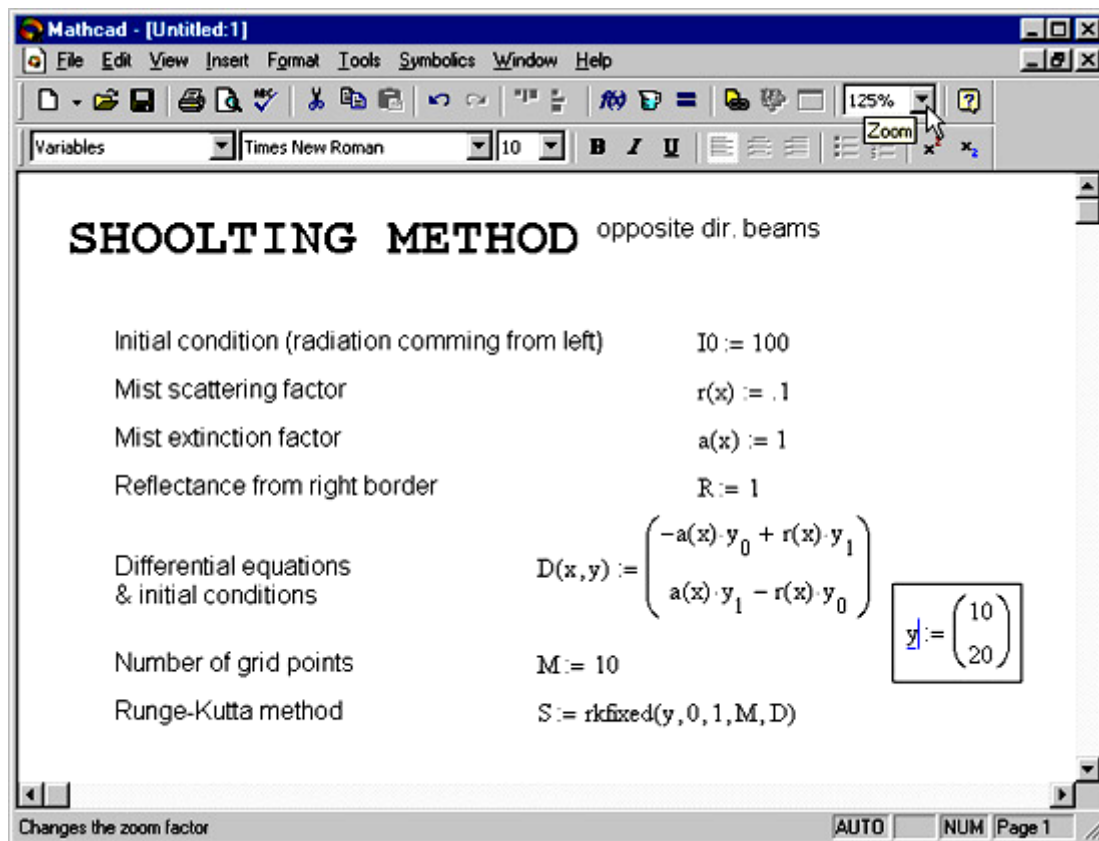 Mathcad - [Untitled:1]
File Edit View Insert Format Tools Symbolics Window Help
ABC f(x) 125%
Zoom
Variables Times New Roman 10 B I U x² x₂
SHOOLTING METHOD opposite dir. beams
Initial condition (radiation comming from left) I0 := 100
Mist scattering factor r(x) := .1
Mist extinction factor a(x) := 1
Reflectance from right border R := 1
Differential equations
& initial conditions
D(x,y) := ( -a(x)·y₀ + r(x)·y₁
a(x)·y₁ − r(x)·y₀ )
y := ( 10
20 )
Number of grid points M := 10
Runge-Kutta method S := rkfixed(y,0,1,M,D)
Changes the zoom factor AUTO NUM Page 1